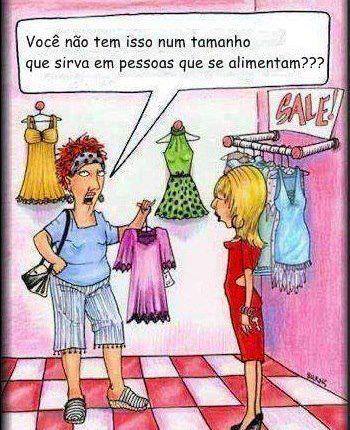 Você não tem isso num tamanho
que sirva em pessoas que se alimentam???
SALE!